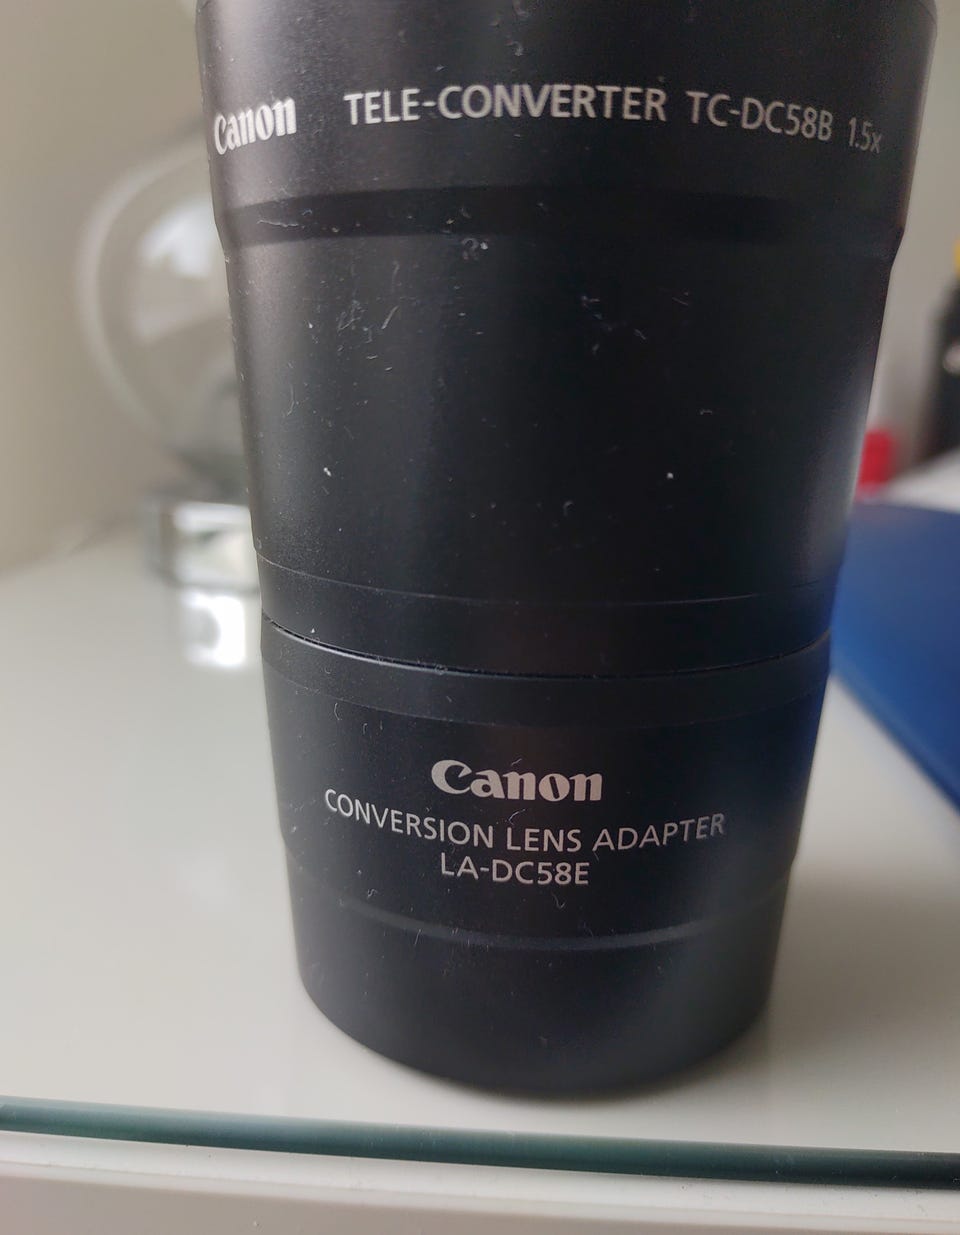 Canon TELE-CONVERTER TC-DC58B 1.5x
Canon
CONVERSION LENS ADAPTER
LA-DC58E